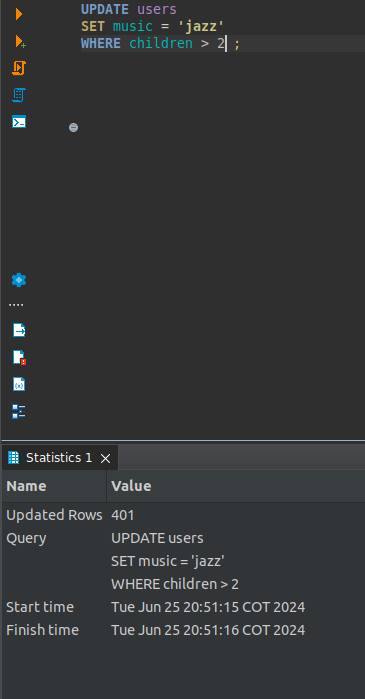 UPDATE users
SET music = 'jazz'
WHERE children > 2 ;
Statistics 1
Name Value
Updated Rows 401
Query UPDATE users
SET music = 'jazz'
WHERE children > 2
Start time Tue Jun 25 20:51:15 COT 2024
Finish time Tue Jun 25 20:51:16 COT 2024